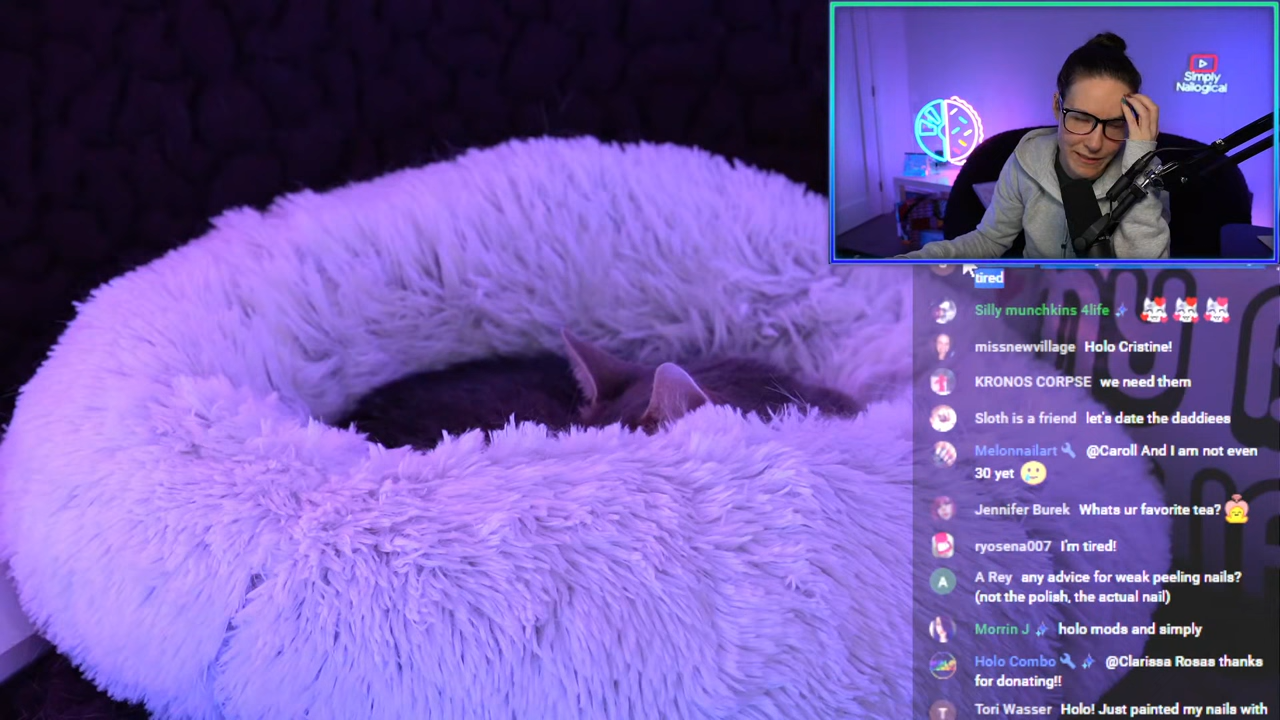 Simply
Nailogical
tired
Silly munchkins 4life
missnewvillage Holo Cristine!
KRONOS CORPSE we need them
Sloth is a friend let's date the daddiees
Melonnailart @Caroll And I am not even
30 yet
Jennifer Burek Whats ur favorite tea?
ryosena007 I'm tired!
A
A Rey any advice for weak peeling nails?
(not the polish, the actual nail)
Morrin J holo mods and simply
Holo Combo @Clarissa Rosas thanks
for donating!!
T
Tori Wasser Holo! Just painted my nails with